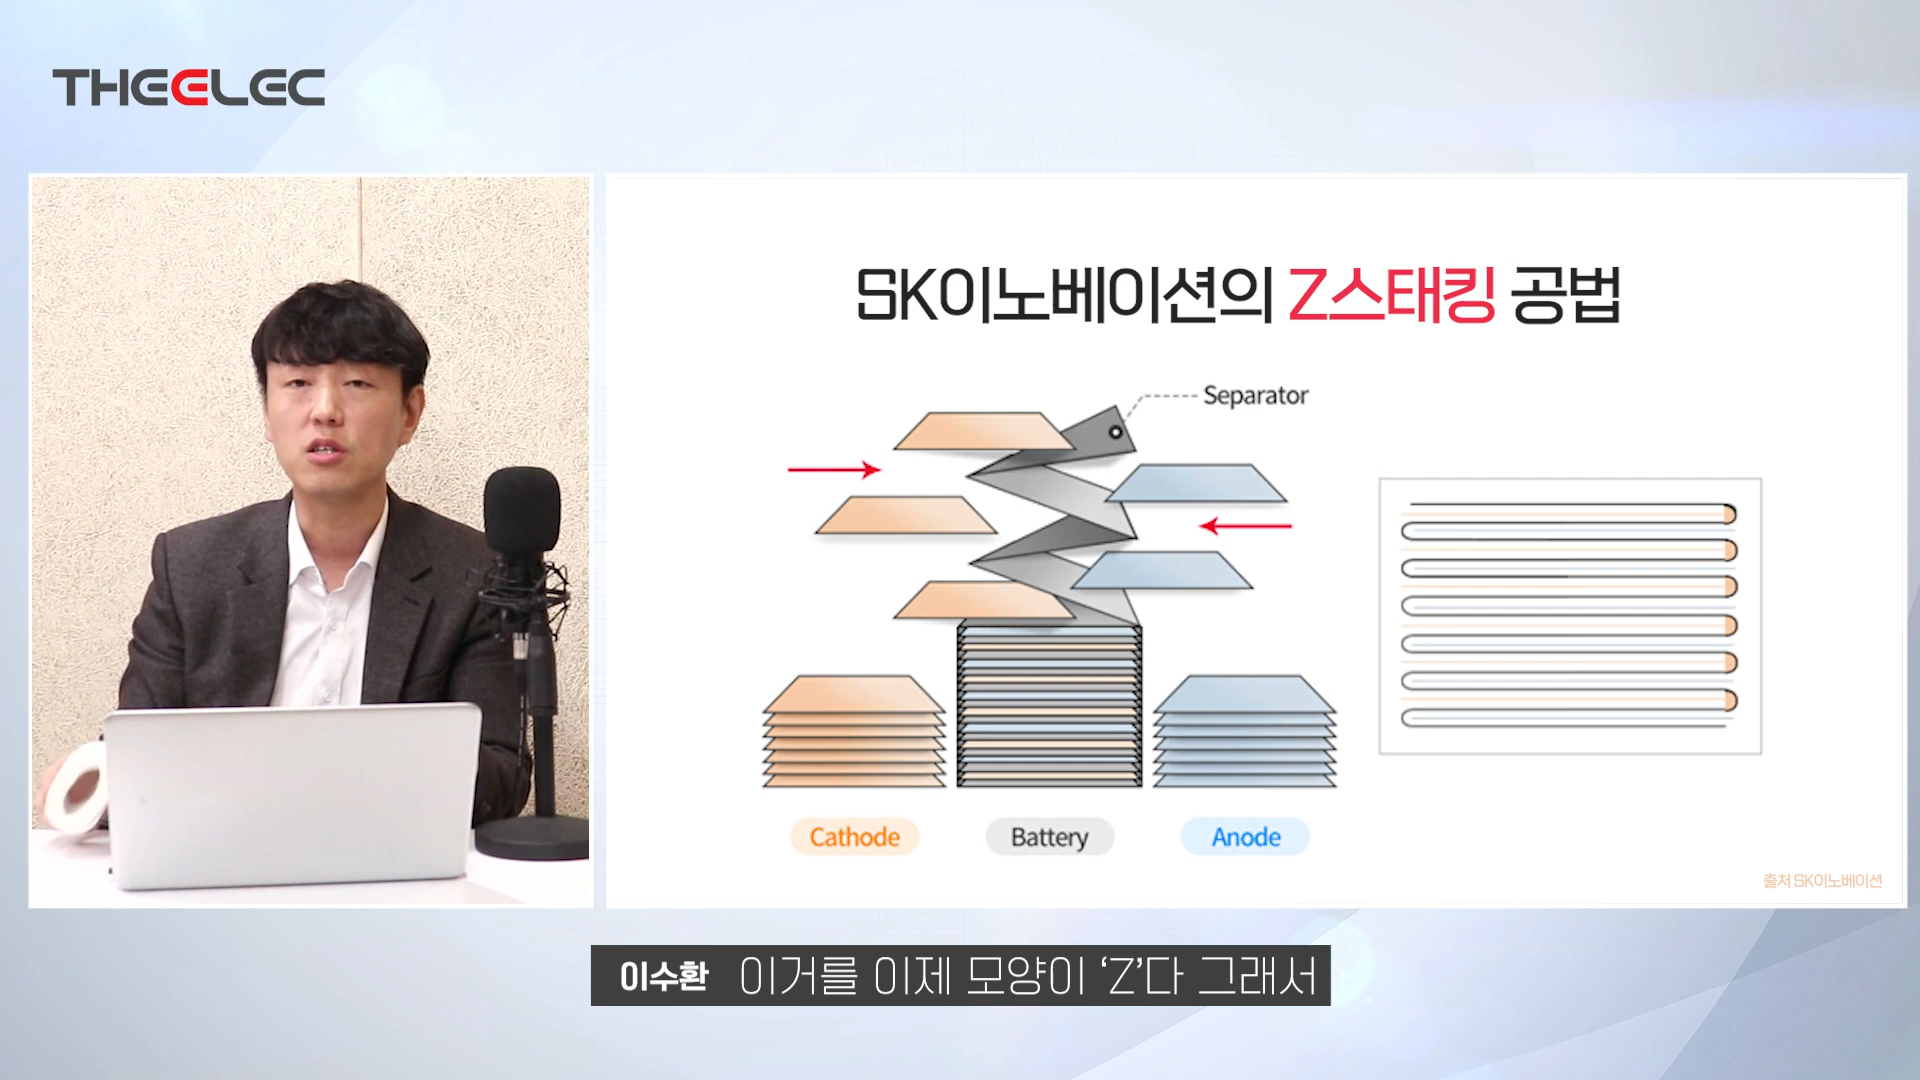 THEELEC
SK이노베이션의 Z스태킹 공법
Separator
Cathode
Battery
Anode
출처 SK이노베이션
이수환 이거를 이제 모양이 ‘Z’다 그래서